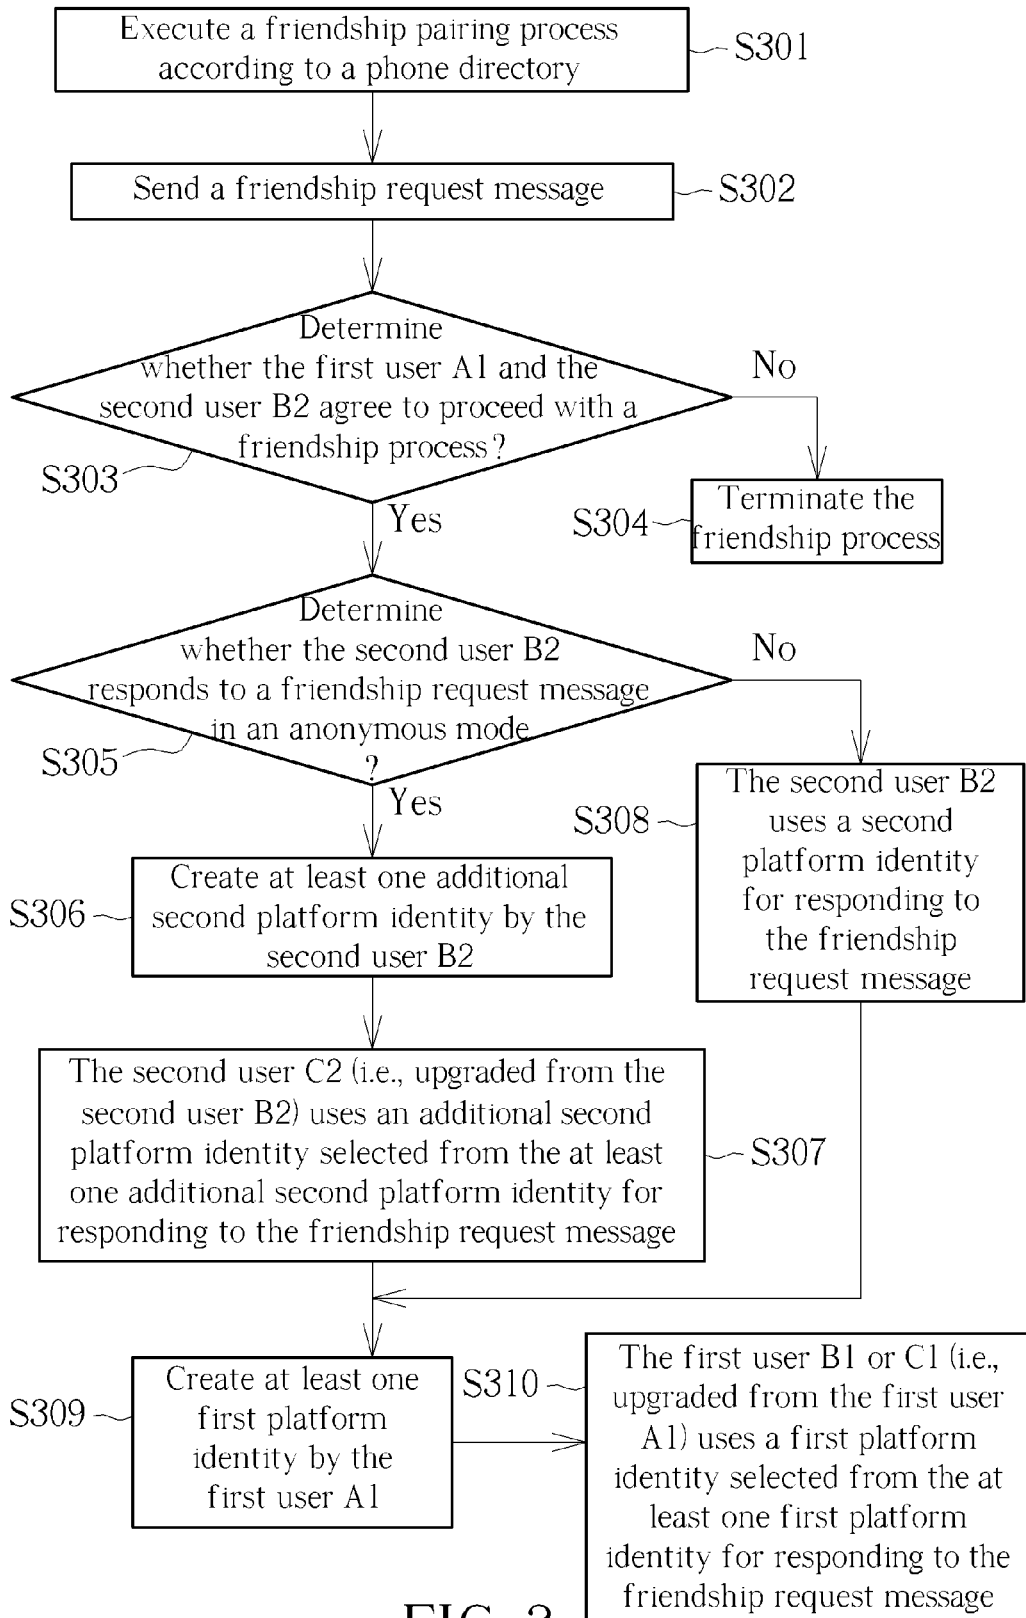 Execute a friendship pairing process
according to a phone directory
S301
Send a friendship request message
S302
Determine
whether the first user A1 and the
second user B2 agree to proceed with a
friendship process?
S303
No
Yes
S304
Terminate the
friendship process
Determine
whether the second user B2
responds to a friendship request message
in an anonymous mode
?
S305
No
Yes
S308
The second user B2
uses a second
platform identity
for responding to
the friendship
request message
S306
Create at least one additional
second platform identity by the
second user B2
The second user C2 (i.e., upgraded from the
second user B2) uses an additional second
platform identity selected from the at least
one additional second platform identity for
responding to the friendship request message
S307
S309
Create at least one
first platform
identity by the
first user A1
S310
The first user B1 or C1 (i.e.,
upgraded from the first user
A1) uses a first platform
identity selected from the at
least one first platform
identity for responding to the
friendship request message
FIG. 3